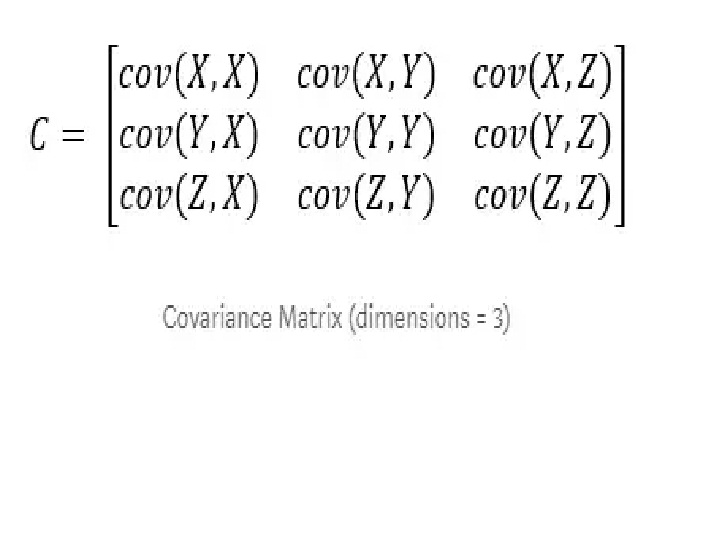 cov(X,X) cov(X,Y) cov(X,Z)
C = cov(Y,X) cov(Y,Y) cov(Y,Z)
cov(Z,X) cov(Z,Y) cov(Z,Z)
Covariance Matrix (dimensions = 3)